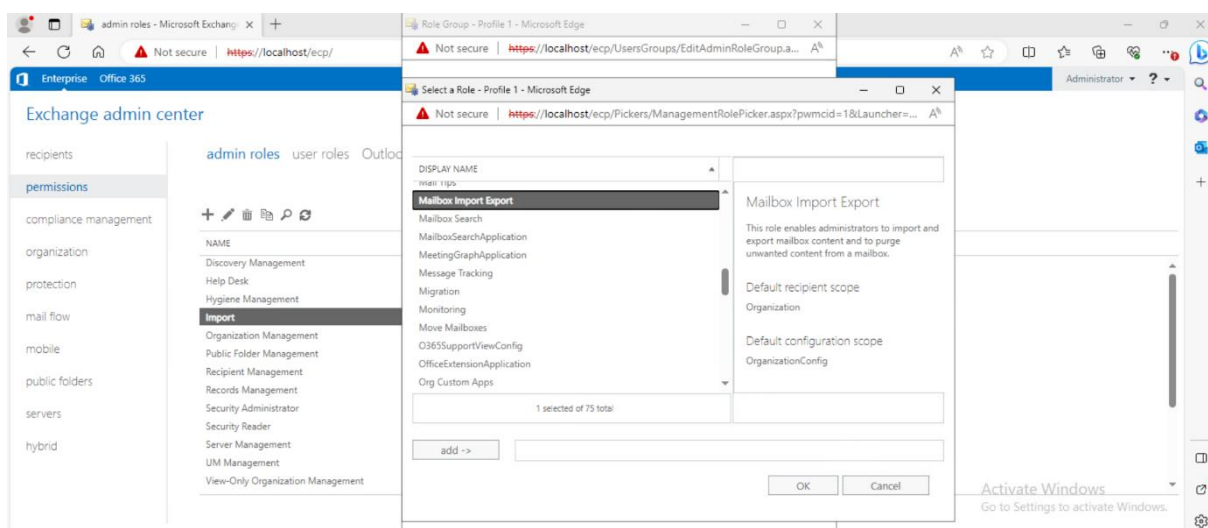 admin roles - Microsoft Exchang
Role Group - Profile 1 - Microsoft Edge
Not secure | https://localhost/ecp/
Not secure | https://localhost/ecp/UsersGroups/EditAdminRoleGroup.a...
Enterprise Office 365
Administrator ?
Select a Role - Profile 1 - Microsoft Edge
Not secure | https://localhost/ecp/Pickers/ManagementRolePicker.aspx?pwmcid=1&Launcher=...
Exchange admin center
recipients
permissions
compliance management
organization
protection
mail flow
mobile
public folders
servers
hybrid
admin roles user roles Outloo
NAME
Discovery Management
Help Desk
Hygiene Management
Import
Organization Management
Public Folder Management
Recipient Management
Records Management
Security Administrator
Security Reader
Server Management
UM Management
View-Only Organization Management
DISPLAY NAME
Mail Tips
Mailbox Import Export
Mailbox Search
MailboxSearchApplication
MeetingGraphApplication
Message Tracking
Migration
Monitoring
Move Mailboxes
O365SupportViewConfig
OfficeExtensionApplication
Org Custom Apps
1 selected of 75 total
Mailbox Import Export
This role enables administrators to import and
export mailbox content and to purge
unwanted content from a mailbox.
Default recipient scope
Organization
Default configuration scope
OrganizationConfig
add ->
OK
Cancel
Activate Windows
Go to Settings to activate Windows.